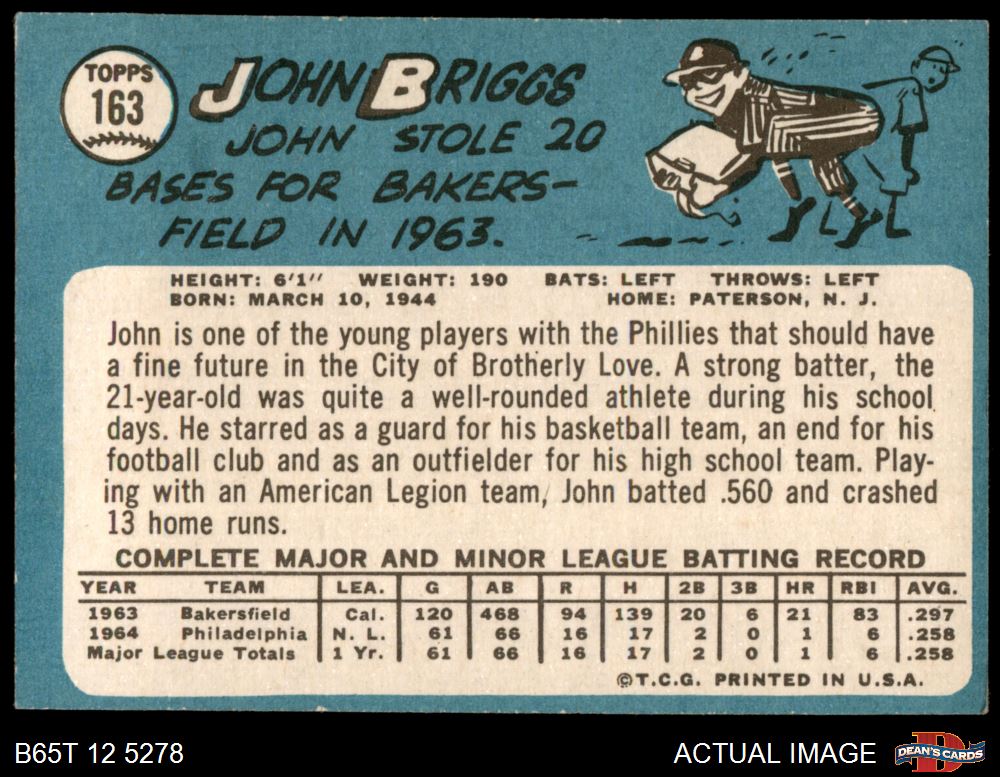 TOPPS
163
JOHN BRIGGS
JOHN STOLE 20
BASES FOR BAKERS-
FIELD IN 1963.
HEIGHT: 6'1" WEIGHT: 190 BATS: LEFT THROWS: LEFT
BORN: MARCH 10, 1944 HOME: PATERSON, N. J.
John is one of the young players with the Phillies that should have
a fine future in the City of Brotherly Love. A strong batter, the
21-year-old was quite a well-rounded athlete during his school
days. He starred as a guard for his basketball team, an end for his
football club and as an outfielder for his high school team. Play-
ing with an American Legion team, John batted .560 and crashed
13 home runs.
COMPLETE MAJOR AND MINOR LEAGUE BATTING RECORD
YEAR TEAM LEA. G AB R H 2B 3B HR RBI AVG.
1963 Bakersfield Cal. 120 468 94 139 20 6 21 83 .297
1964 Philadelphia N. L. 61 66 16 17 2 0 1 6 .258
Major League Totals 1 Yr. 61 66 16 17 2 0 1 6 .258
©T.C.G. PRINTED IN U.S.A.
B65T 12 5278 ACTUAL IMAGE DEAN'S CARDS